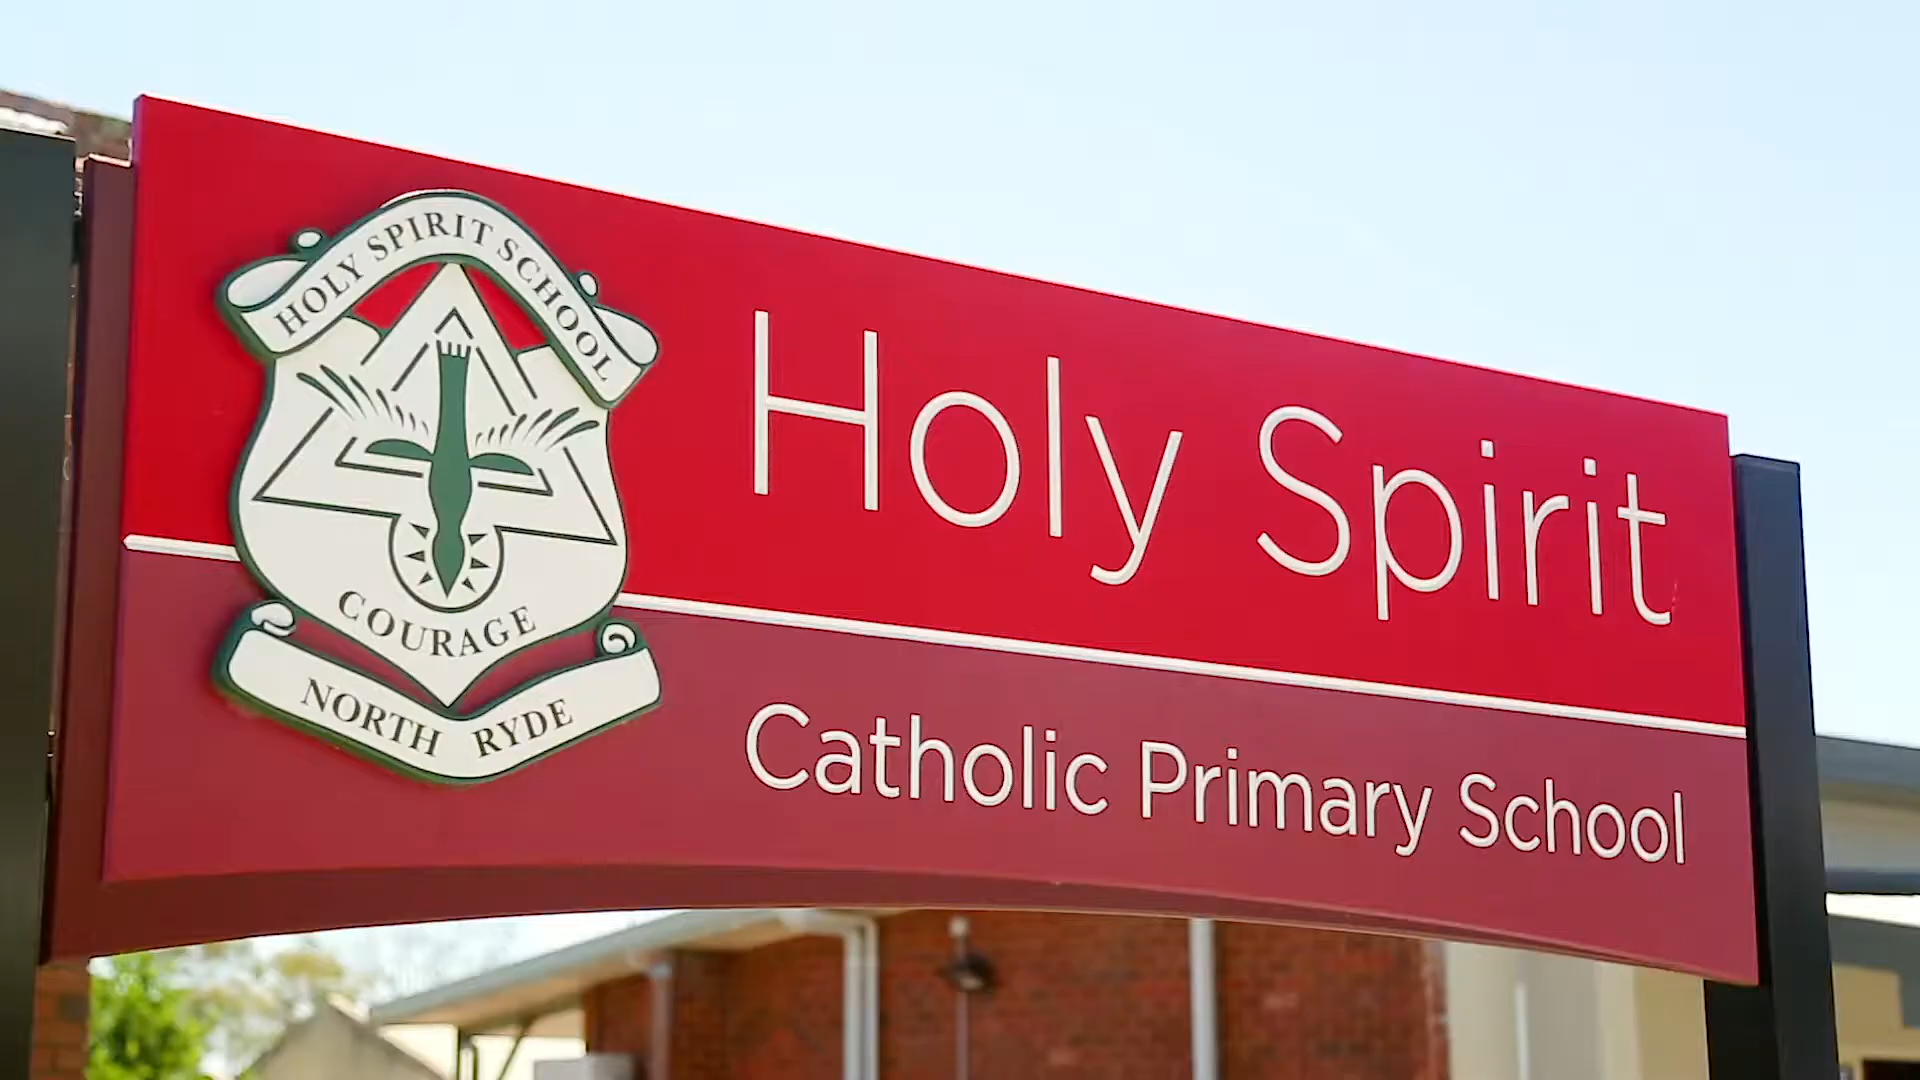 HOLY SPIRIT SCHOOL
COURAGE
NORTH RYDE
Holy Spirit
Catholic Primary School